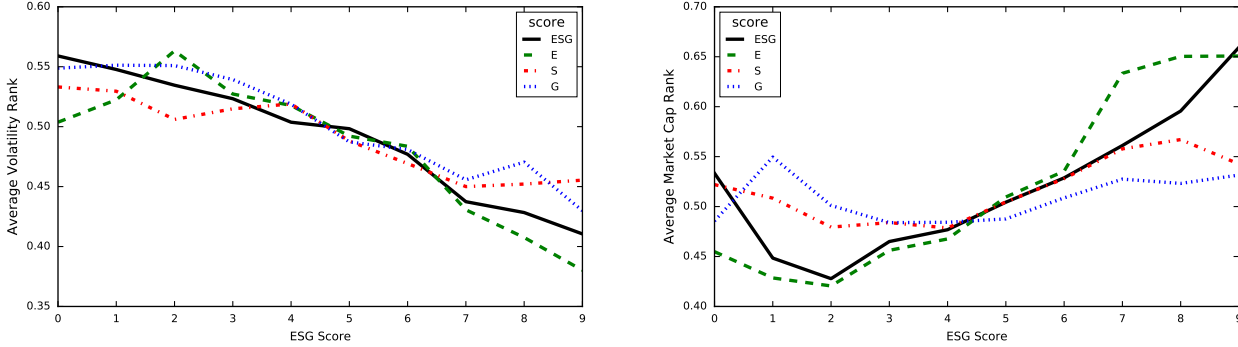 0.60
0.55
0.50
0.45
0.40
0.35
Average Volatility Rank
score
ESG
E
S
G
0 1 2 3 4 5 6 7 8 9
ESG Score
0.70
0.65
0.60
0.55
0.50
0.45
0.40
Average Market Cap Rank
score
ESG
E
S
G
0 1 2 3 4 5 6 7 8 9
ESG Score